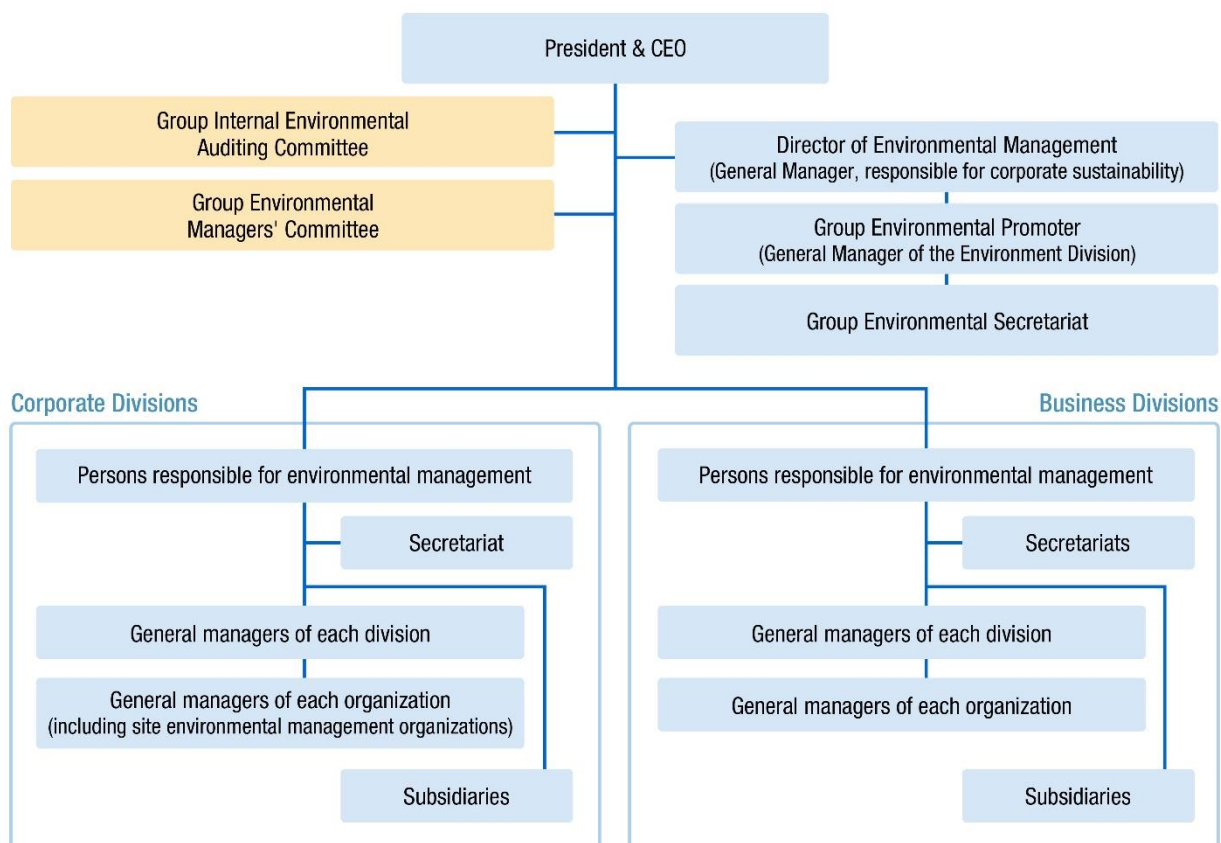 President & CEO
Group Internal Environmental
Auditing Committee
Group Environmental
Managers' Committee
Director of Environmental Management
(General Manager, responsible for corporate sustainability)
Group Environmental Promoter
(General Manager of the Environment Division)
Group Environmental Secretariat
Corporate Divisions
Persons responsible for environmental management
Secretariat
General managers of each division
General managers of each organization
(including site environmental management organizations)
Subsidiaries
Business Divisions
Persons responsible for environmental management
Secretariats
General managers of each division
General managers of each organization
Subsidiaries